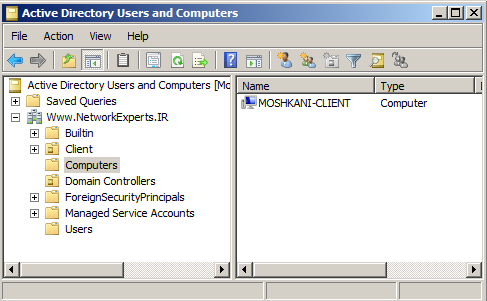 Active Directory Users and Computers
File Action View Help
Active Directory Users and Computers [Mo
Saved Queries
Www.NetworkExperts.IR
Builtin
Client
Computers
Domain Controllers
ForeignSecurityPrincipals
Managed Service Accounts
Users
Name Type
MOSHKANI-CLIENT Computer